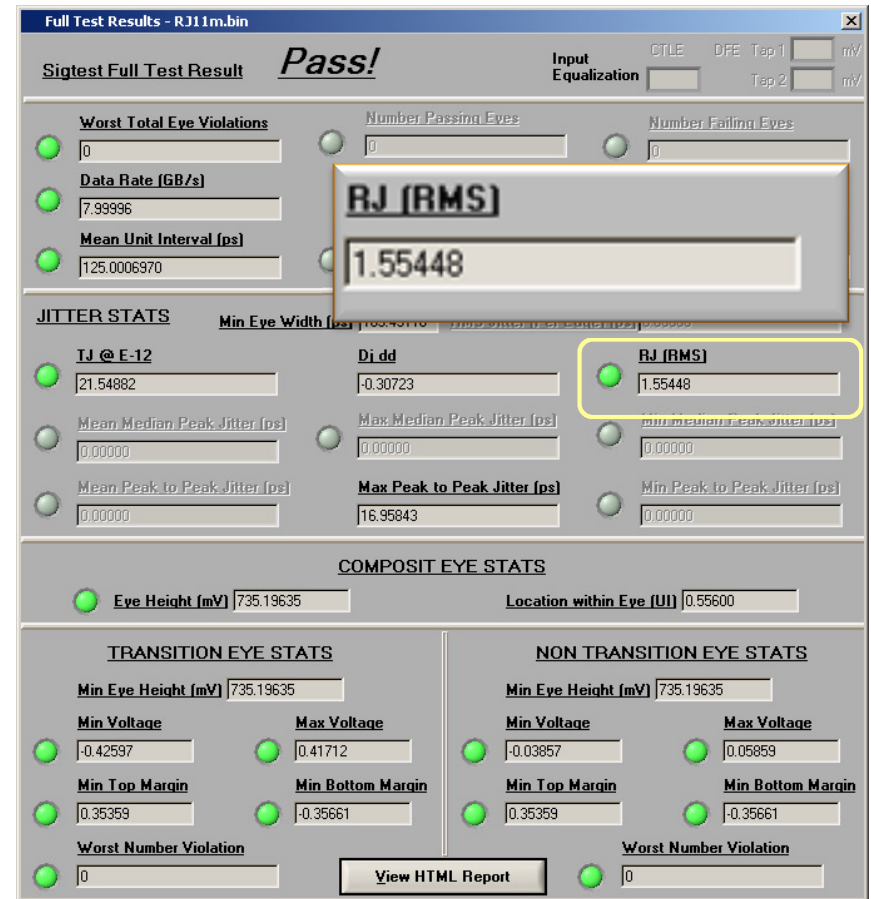 Full Test Results - RJ11m.bin
Sigtest Full Test Result Pass! Input Equalization CTLE DFE Tap 1 mV
Tap 2 mV
Worst Total Eye Violations Number Passing Eyes Number Failing Eyes
0 0 0
Data Rate (GB/s)
7.99996
RJ (RMS)
1.55448
Mean Unit Interval (ps)
125.0006970
JITTER STATS Min Eye Width (ps)
TJ @ E-12 Dj dd RJ (RMS)
21.54882 -0.30723 1.55448
Mean Median Peak Jitter (ps) Max Median Peak Jitter (ps) Min Median Peak Jitter (ps)
0.00000 0.00000 0.00000
Mean Peak to Peak Jitter (ps) Max Peak to Peak Jitter (ps) Min Peak to Peak Jitter (ps)
0.00000 16.95843 0.00000
COMPOSIT EYE STATS
Eye Height (mV) 735.19635 Location within Eye (UI) 0.55600
TRANSITION EYE STATS NON TRANSITION EYE STATS
Min Eye Height (mV) 735.19635 Min Eye Height (mV) 735.19635
Min Voltage Max Voltage Min Voltage Max Voltage
-0.42597 0.41712 -0.03857 0.05859
Min Top Margin Min Bottom Margin Min Top Margin Min Bottom Margin
0.35359 -0.35661 0.35359 -0.35661
Worst Number Violation Worst Number Violation
0 View HTML Report 0